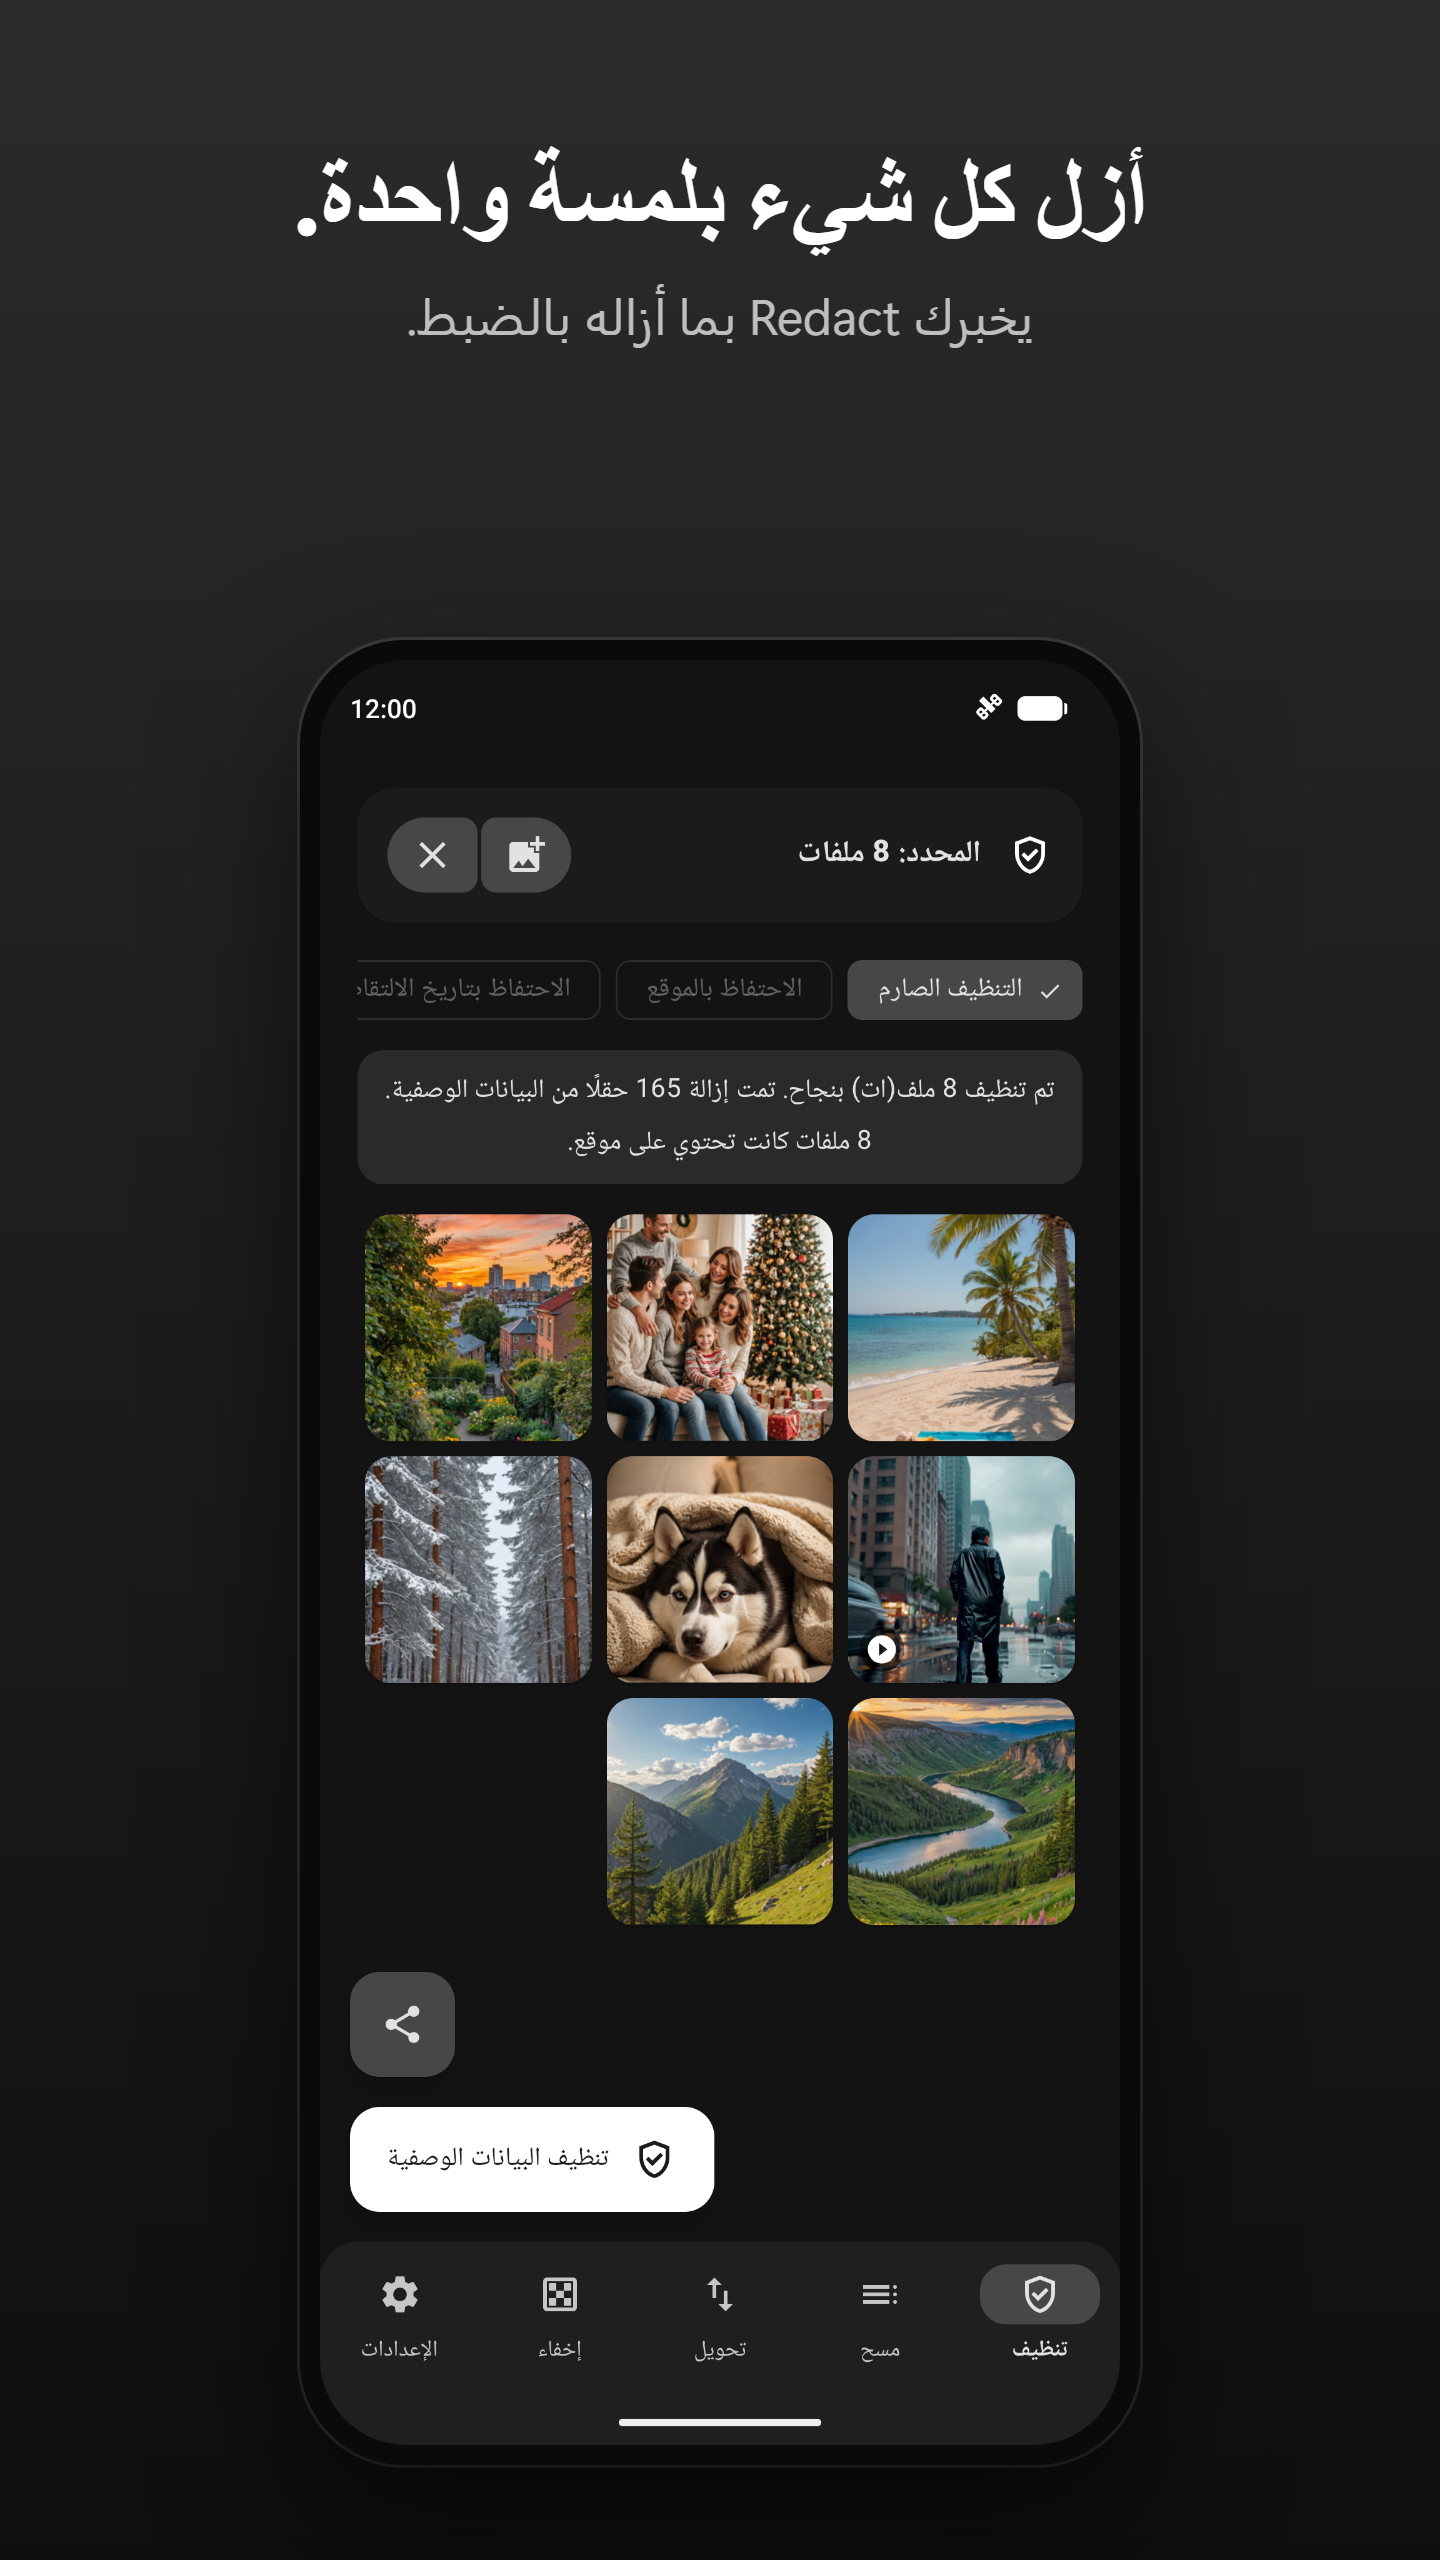 أزل كل شيء بلمسة واحدة.
يخبرك Redact بما أزاله بالضبط.
12:00
المحدد: 8 ملفات
التنظيف الصارم
الاحتفاظ بالموقع
الاحتفاظ بتاريخ
تم تنظيف 8 ملف(ات) بنجاح. تمت إزالة 165 حقلًا من البيانات الوصفية.
8 ملفات كانت تحتوي على موقع.
تنظيف البيانات الوصفية
تنظيف
مسح
تحويل
إخفاء
الإعدادات